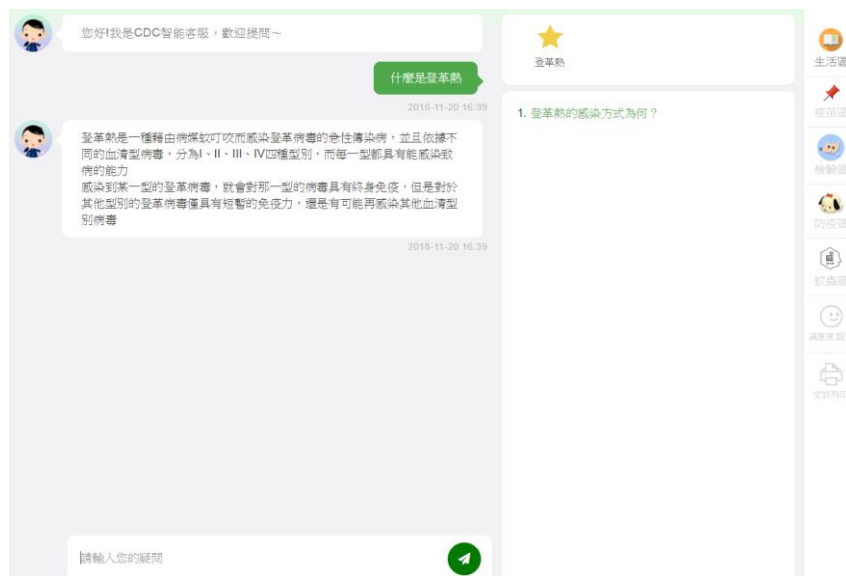 您好!我是CDC智能客服，歡迎提問～
什麼是登革熱
2018-11-20 16:39
登革熱是一種藉由病媒蚊叮咬而感染登革病毒的急性傳染病，並且依據不
同的血清型病毒，分為I、II、III、IV四種型別，而每一型都具有能感染致
病的能力
感染到某一型的登革病毒，就會對那一型的病毒具有終身免疫，但是對於
其他型別的登革病毒僅具有短暫的免疫力，還是有可能再感染其他血清型
別病毒
2018-11-20 16:39
請輸入您的疑問
登革熱
1. 登革熱的感染方式為何？
生活區
疫苗區
檢驗區
防疫區
蚊蟲區